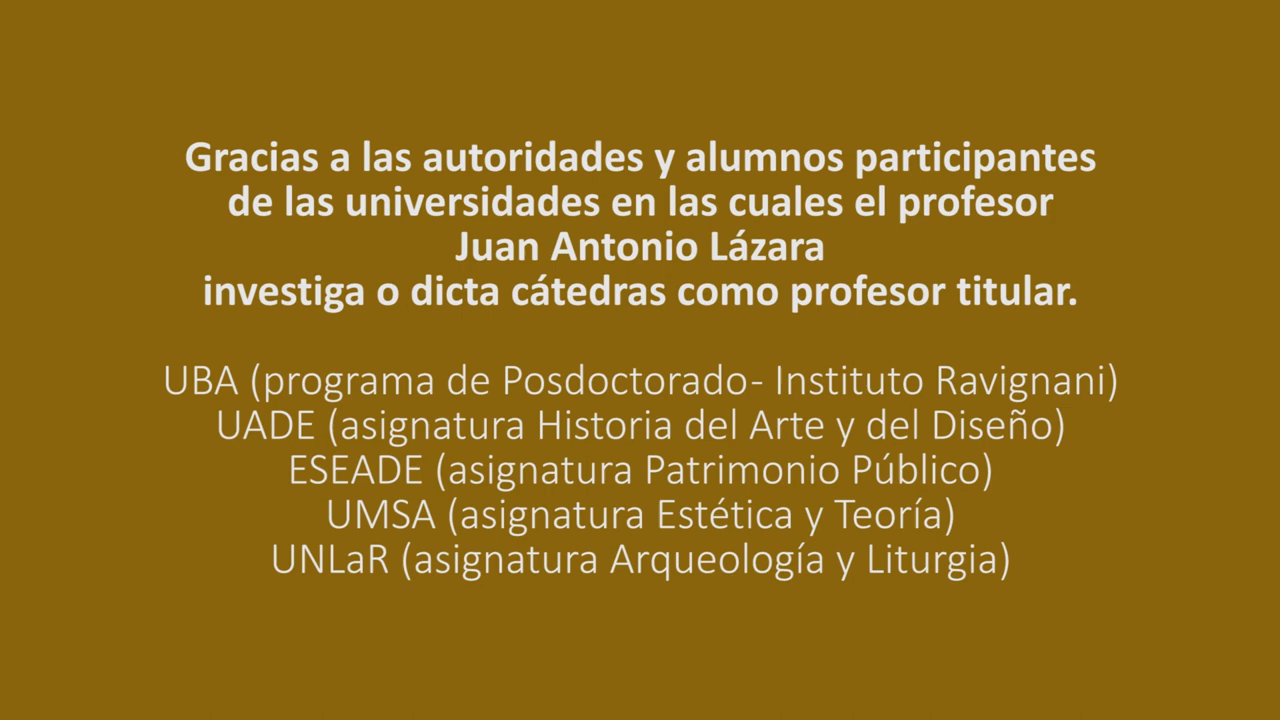 Gracias a las autoridades y alumnos participantes
de las universidades en las cuales el profesor
Juan Antonio Lázara
investiga o dicta cátedras como profesor titular.
UBA (programa de Posdoctorado- Instituto Ravignani)
UADE (asignatura Historia del Arte y del Diseño)
ESEADE (asignatura Patrimonio Público)
UMSA (asignatura Estética y Teoría)
UNLaR (asignatura Arqueología y Liturgia)